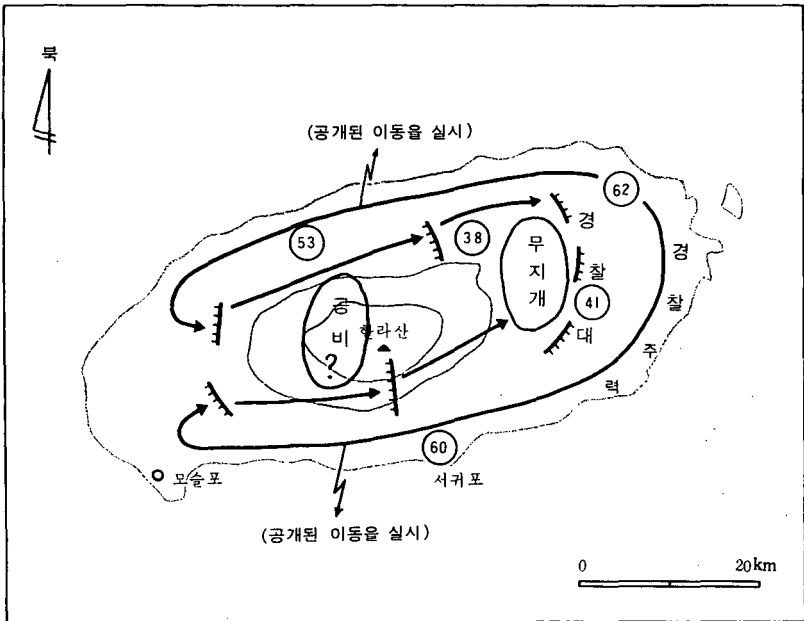 북
(공개된 이동을 실시)
62
53
38
경
찰
대
41
무
지
개
경
찰
주
력
공
비
?
한라산
60
모슬포
서귀포
(공개된 이동을 실시)
0 20km